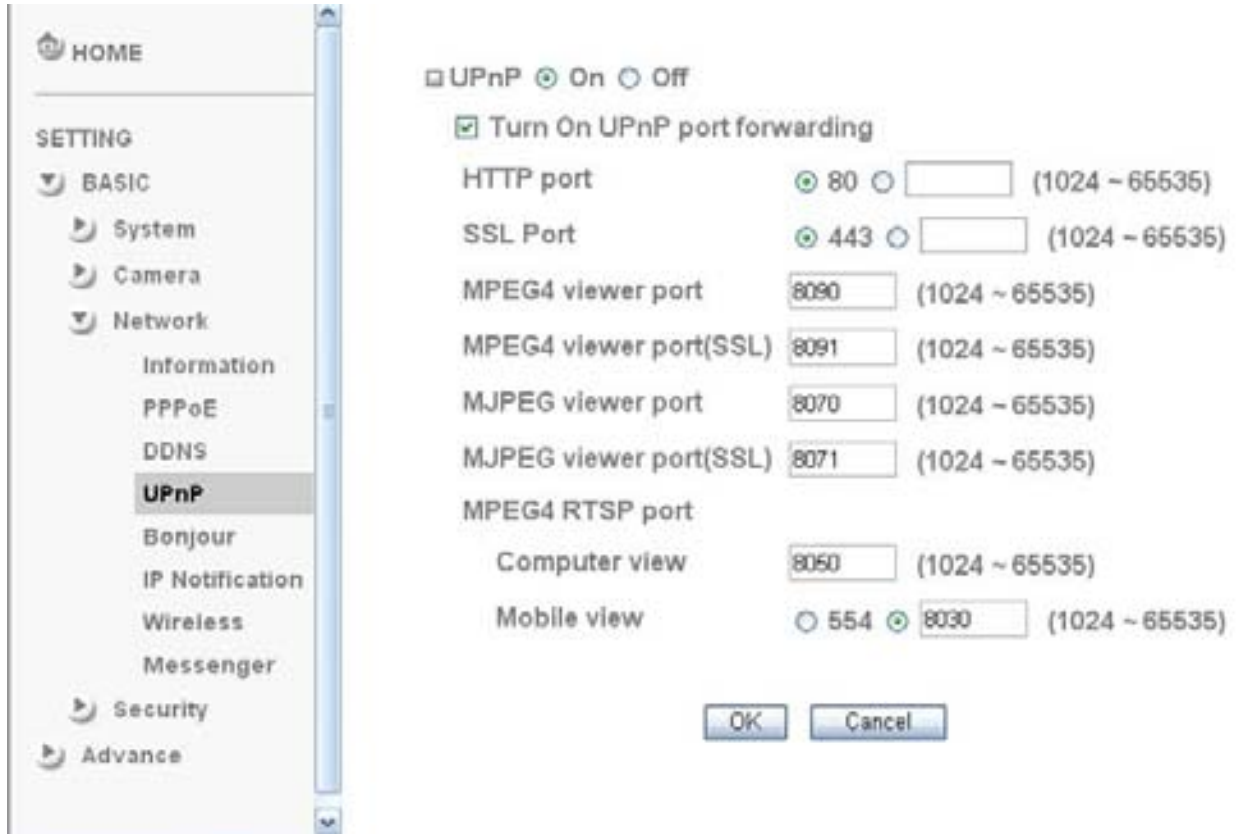 HOME
SETTING
BASIC
System
Camera
Network
Information
PPPoE
DDNS
UPnP
Bonjour
IP Notification
Wireless
Messenger
Security
Advance
UPnP On Off
Turn On UPnP port forwarding
HTTP port 80 (1024 ~ 65535)
SSL Port 443 (1024 ~ 65535)
MPEG4 viewer port 8090 (1024 ~ 65535)
MPEG4 viewer port(SSL) 8091 (1024 ~ 65535)
MJPEG viewer port 8070 (1024 ~ 65535)
MJPEG viewer port(SSL) 8071 (1024 ~ 65535)
MPEG4 RTSP port
Computer view 8050 (1024 ~ 65535)
Mobile view 554 8030 (1024 ~ 65535)
OK Cancel